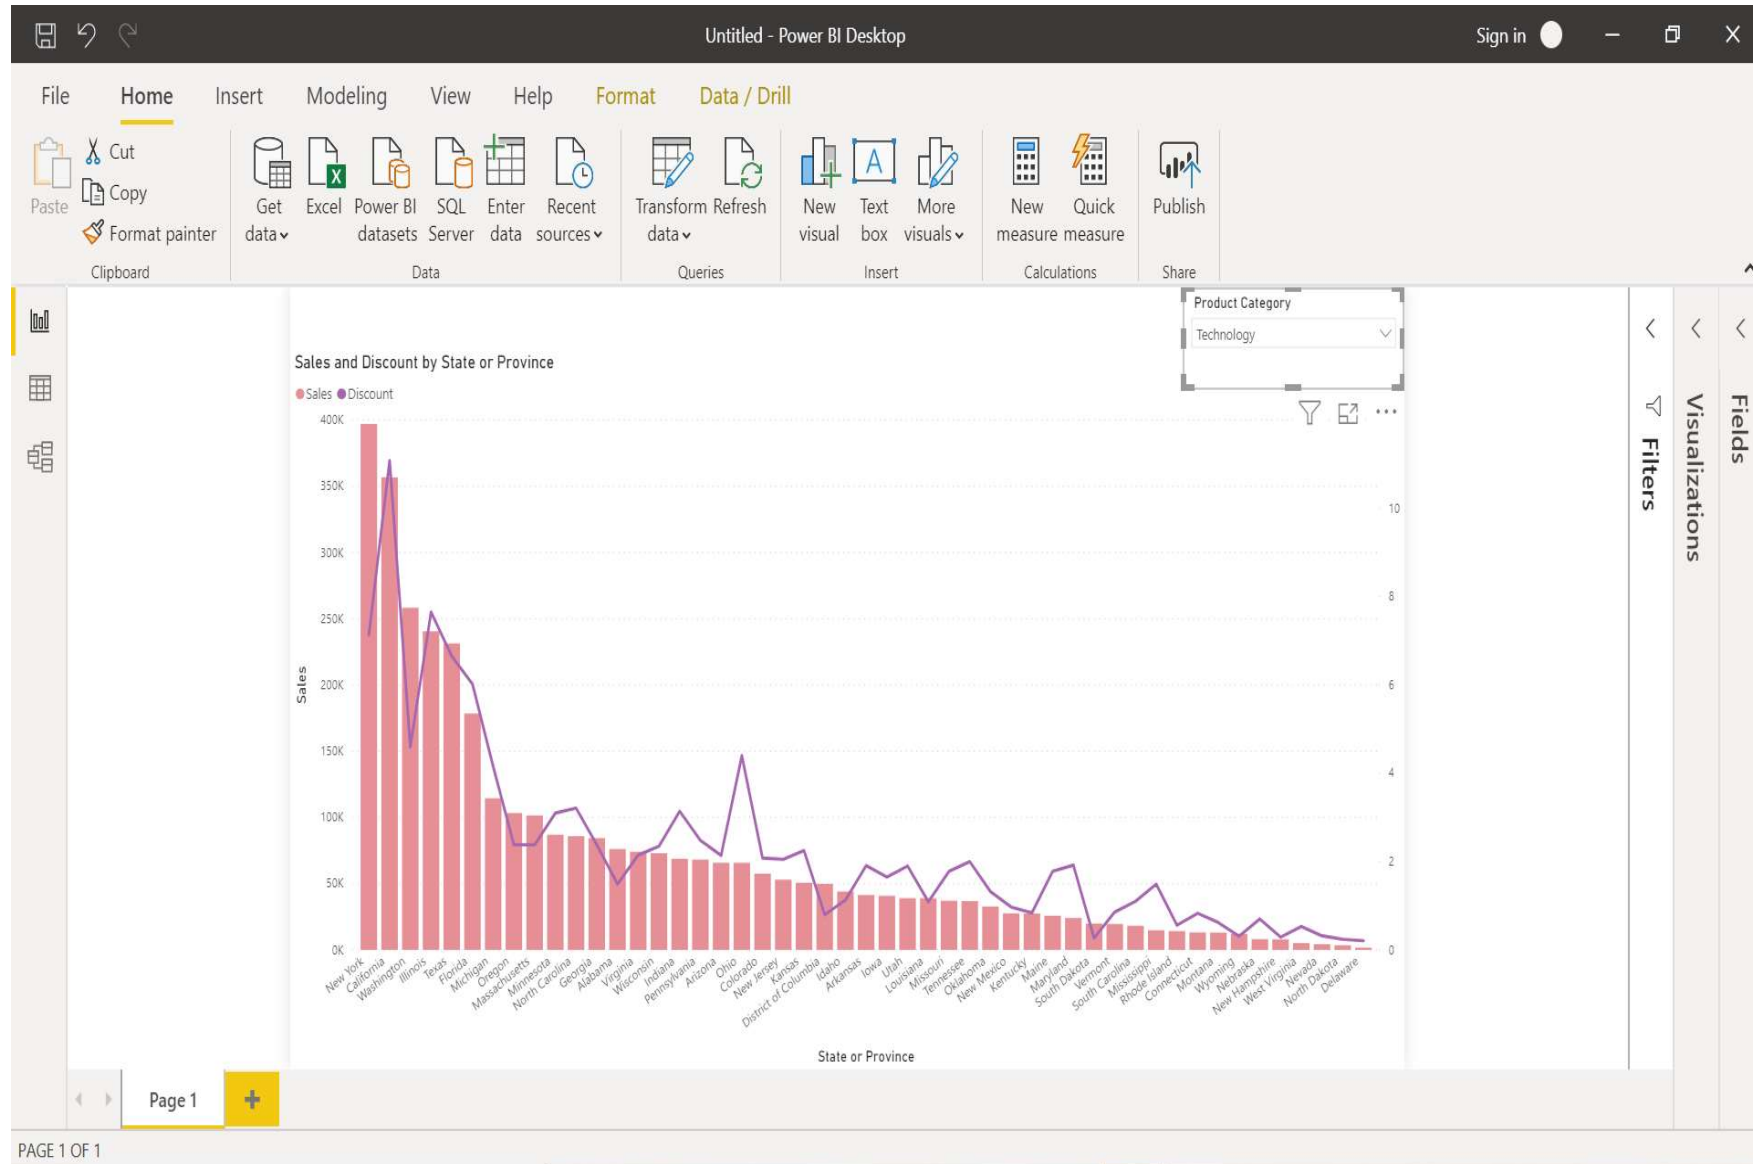 Untitled - Power BI Desktop
Sign in
File Home Insert Modeling View Help Format Data / Drill
Paste
Cut
Copy
Format painter
Clipboard
Get data
Excel
Power BI datasets
SQL Server
Enter data
Recent sources
Data
Transform data
Refresh
Queries
New visual
Text box
More visuals
Insert
New measure
Quick measure
Calculations
Publish
Share
Product Category
Technology
Sales and Discount by State or Province
Sales Discount
400K
350K
300K
250K
200K
150K
100K
50K
0K
Sales
10
8
6
4
2
0
New York
California
Washington
Illinois
Texas
Florida
Michigan
Oregon
Massachusetts
Minnesota
North Carolina
Georgia
Alabama
Virginia
Wisconsin
Indiana
Pennsylvania
Arizona
Ohio
Colorado
New Jersey
Kansas
District of Columbia
Idaho
Arkansas
Iowa
Utah
Louisiana
Missouri
Tennessee
Oklahoma
New Mexico
Kentucky
Maine
Maryland
South Dakota
Vermont
South Carolina
Mississippi
Rhode Island
Connecticut
Montana
Wyoming
Nebraska
New Hampshire
West Virginia
Nevada
North Dakota
Delaware
State or Province
Filters
Visualizations
Fields
Page 1
PAGE 1 OF 1